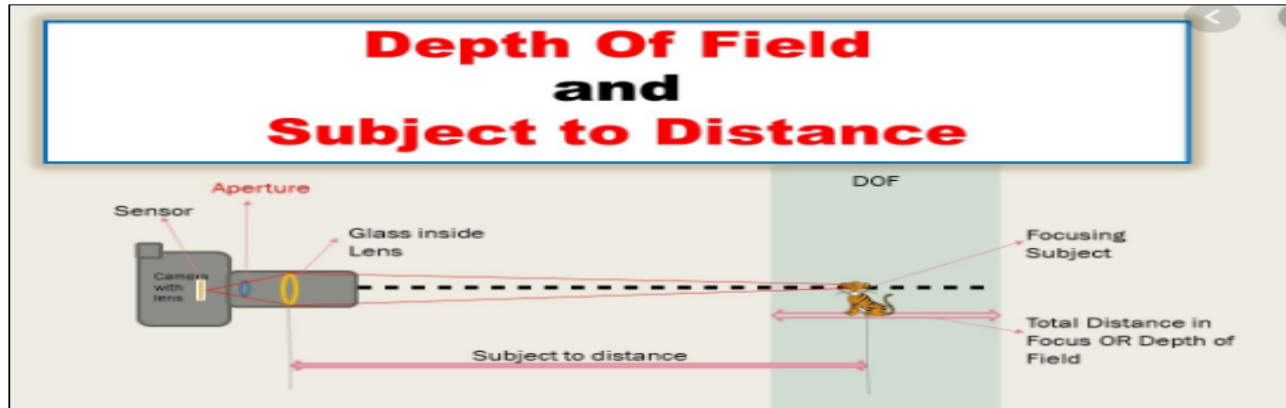 Depth Of Field
and
Subject to Distance
DOF
Aperture
Sensor
Glass inside
Lens
Focusing
Subject
Camera
with
lens
Total Distance in
Focus OR Depth of
Field
Subject to distance